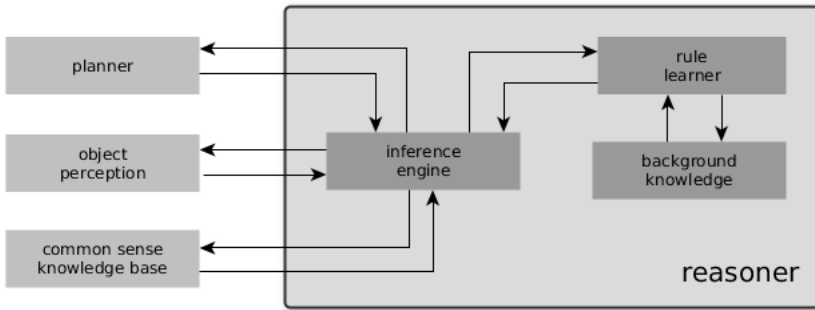 planner
object
perception
common sense
knowledge base
inference
engine
rule
learner
background
knowledge
reasoner